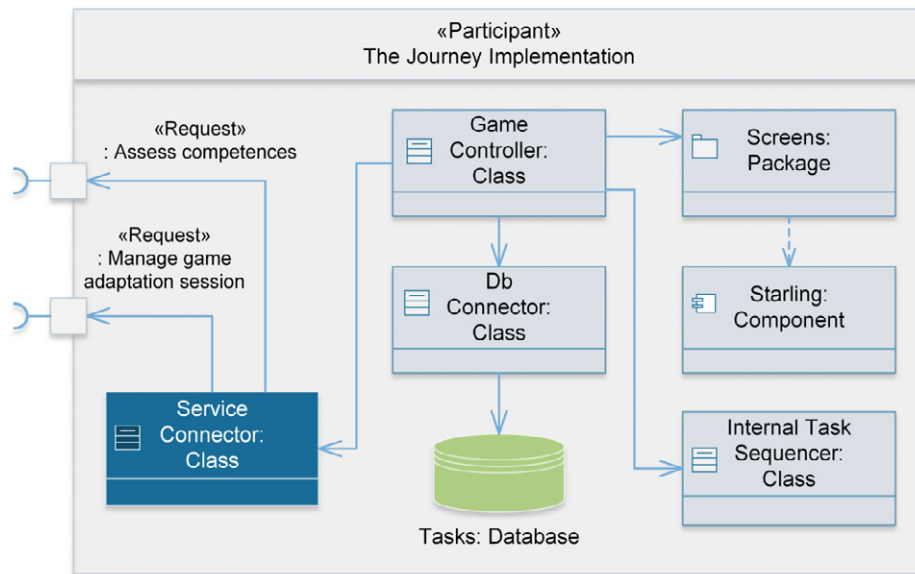 «Participant»
The Journey Implementation
«Request»
: Assess competences
«Request»
: Manage game
adaptation session
Game
Controller:
Class
Screens:
Package
Db
Connector:
Class
Starling:
Component
Service
Connector:
Class
Internal Task
Sequencer:
Class
Tasks: Database